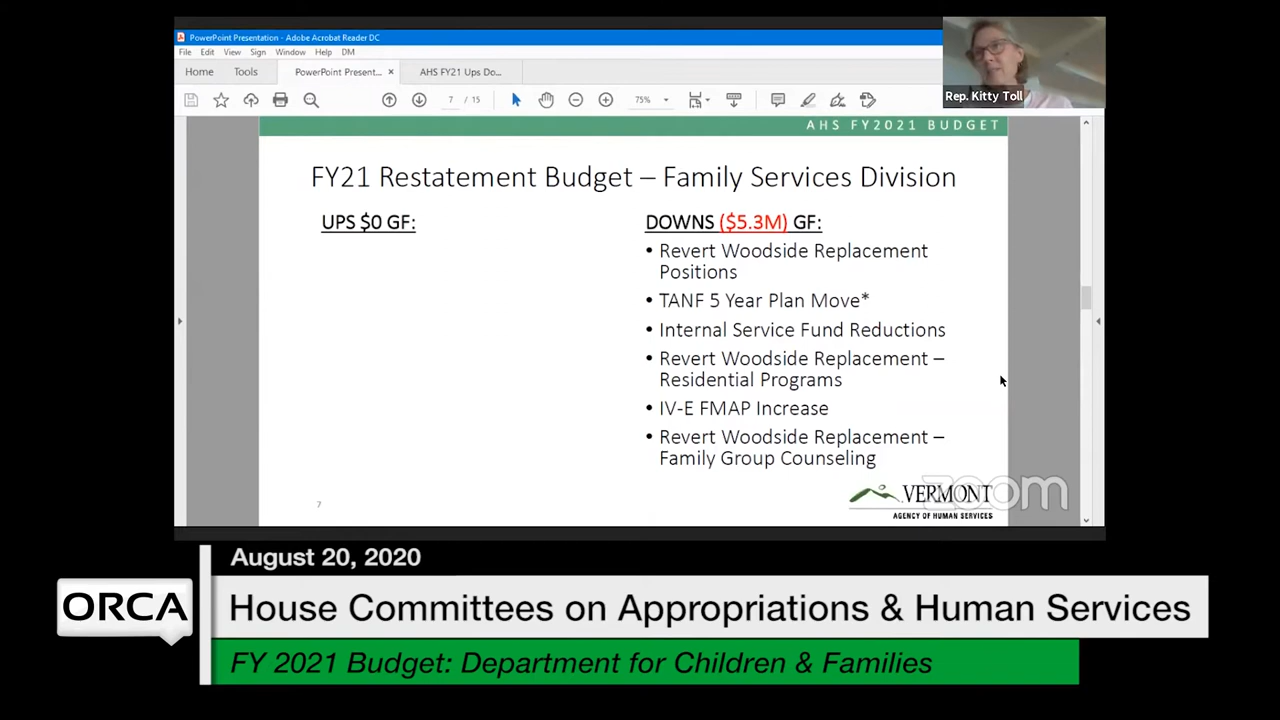 PowerPoint Presentation - Adobe Acrobat Reader DC
File Edit View Sign Window Help DM
Home Tools PowerPoint Present... × AHS FY21 Ups Do...
7 / 15 75%
Rep. Kitty Toll
AHS FY2021 BUDGET
FY21 Restatement Budget – Family Services Division
UPS $0 GF:
DOWNS ($5.3M) GF:
• Revert Woodside Replacement
Positions
• TANF 5 Year Plan Move*
• Internal Service Fund Reductions
• Revert Woodside Replacement –
Residential Programs
• IV-E FMAP Increase
• Revert Woodside Replacement –
Family Group Counseling
7
VERMONT
AGENCY OF HUMAN SERVICES
zoom
August 20, 2020
ORCA
House Committees on Appropriations & Human Services
FY 2021 Budget: Department for Children & Families